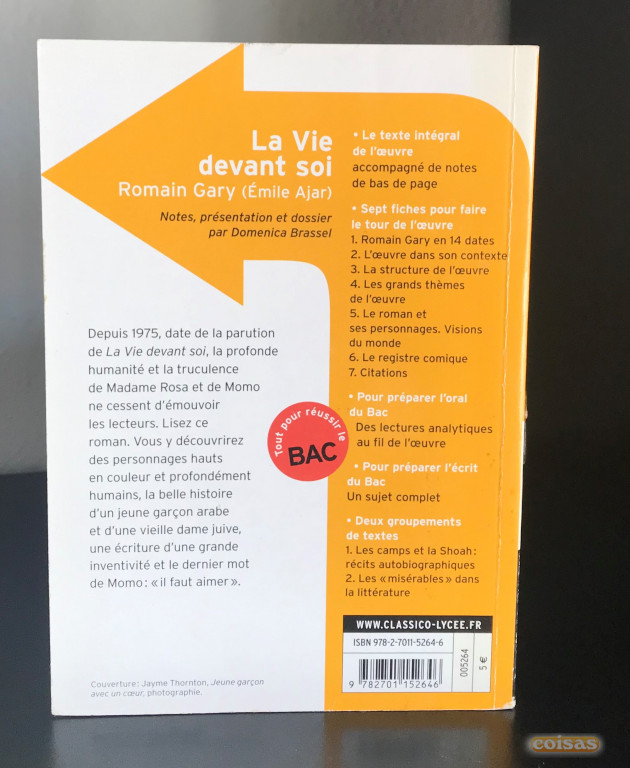 La Vie
devant soi
Romain Gary (Émile Ajar)
Notes, présentation et dossier
par Domenica Brassel
Depuis 1975, date de la parution
de La Vie devant soi, la profonde
humanité et la truculence
de Madame Rosa et de Momo
ne cessent d'émouvoir
les lecteurs. Lisez ce
roman. Vous y découvrirez
des personnages hauts
en couleur et profondément
humains, la belle histoire
d'un jeune garçon arabe
et d'une vieille dame juive,
une écriture d'une grande
inventivité et le dernier mot
de Momo : « il faut aimer ».
Tout pour réussir le
BAC
Couverture : Jayme Thornton, Jeune garçon
avec un cœur, photographie.
• Le texte intégral
de l'œuvre
accompagné de notes
de bas de page
• Sept fiches pour faire
le tour de l'œuvre
1. Romain Gary en 14 dates
2. L'œuvre dans son contexte
3. La structure de l'œuvre
4. Les grands thèmes
de l'œuvre
5. Le roman et
ses personnages. Visions
du monde
6. Le registre comique
7. Citations
• Pour préparer l'oral
du Bac
Des lectures analytiques
au fil de l'œuvre
• Pour préparer l'écrit
du Bac
Un sujet complet
• Deux groupements
de textes
1. Les camps et la Shoah :
récits autobiographiques
2. Les « misérables » dans
la littérature
WWW.CLASSICO-LYCEE.FR
ISBN 978-2-7011-5264-6
9 782701 152646
005264
5 €
coisas